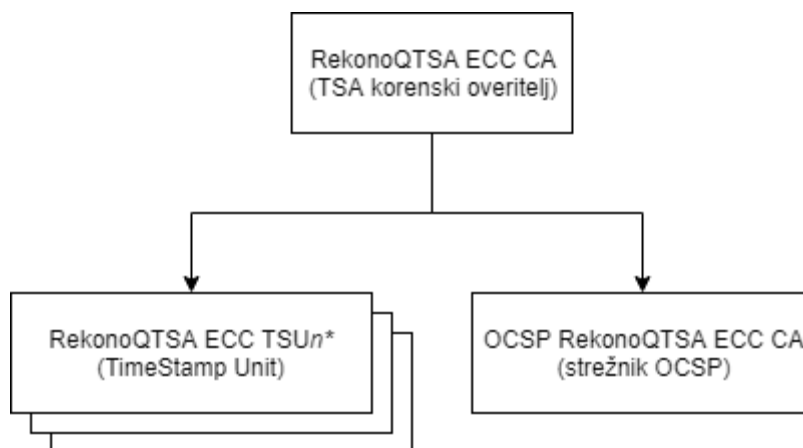 RekonoQTSA ECC CA
(TSA korenski overitelj)
RekonoQTSA ECC TSUn*
(TimeStamp Unit)
OCSP RekonoQTSA ECC CA
(strežnik OCSP)